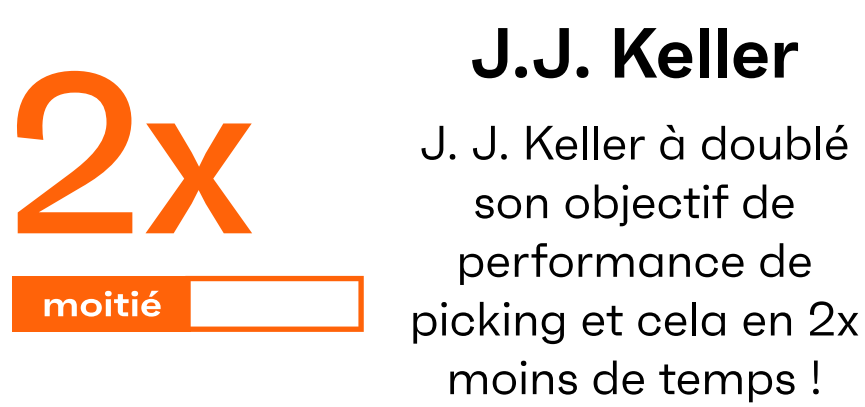 2x
moitié
J.J. Keller
J. J. Keller à doublé
son objectif de
performance de
picking et cela en 2x
moins de temps !